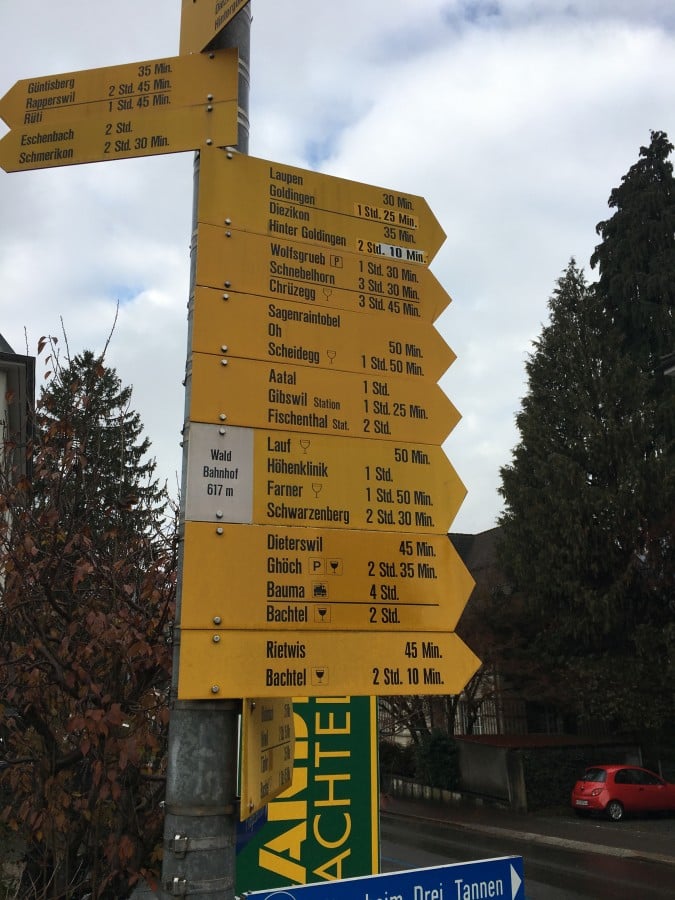 Güntisberg 35 Min.
Rapperswil 2 Std. 45 Min.
Rüti 1 Std. 45 Min.
Eschenbach 2 Std.
Schmerikon 2 Std. 30 Min.
Laupen 30 Min.
Goldingen 1 Std. 25 Min.
Diezikon 35 Min.
Hinter Goldingen 2 Std. 10 Min.
Wolfsgrueb P 1 Std. 30 Min.
Schnebelhorn 3 Std. 30 Min.
Chrüzegg 3 Std. 45 Min.
Sagenraintobel
Oh 50 Min.
Scheidegg 1 Std. 50 Min.
Aatal 1 Std.
Gibswil Station 1 Std. 25 Min.
Fischenthal Stat. 2 Std.
Wald
Bahnhof
617 m
Lauf 50 Min.
Höhenklinik 1 Std.
Farner 1 Std. 50 Min.
Schwarzenberg 2 Std. 30 Min.
Dieterswil 45 Min.
Ghöch P 2 Std. 35 Min.
Bauma 4 Std.
Bachtel 2 Std.
Rietwis 45 Min.
Bachtel 2 Std. 10 Min.
AND
ACHTEL
Drei Tannen